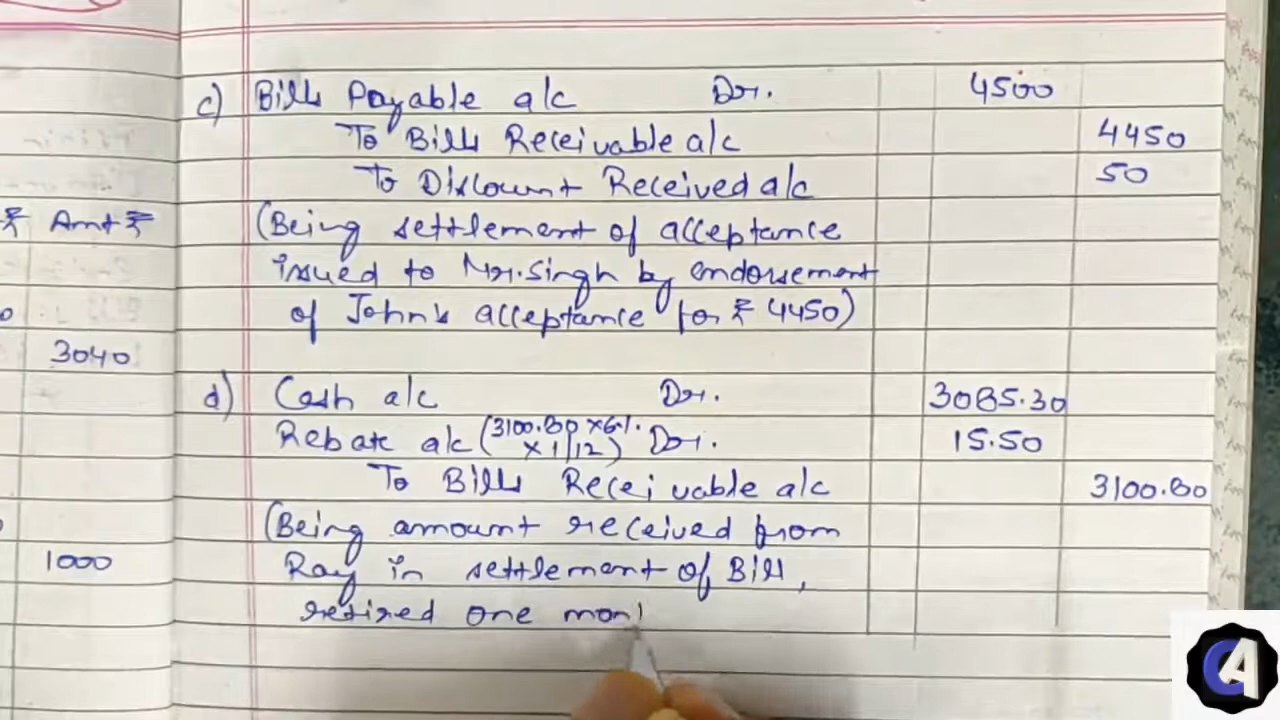 c) Bills Payable a/c Dr. 4500
To Bills Receivable a/c 4450
To Discount Received a/c 50
₹ Amt ₹
(Being settlement of acceptance
issued to Mr. Singh by endorsement
of John's acceptance for ₹ 4450)
3040
d) Cash a/c Dr. 3085.30
Rebate a/c (3100.80 × 6%. × 1/12) Dr. 15.50
To Bills Receivable a/c 3100.80
(Being amount received from
1000
Ray in settlement of Bill,
retired one mon
CA